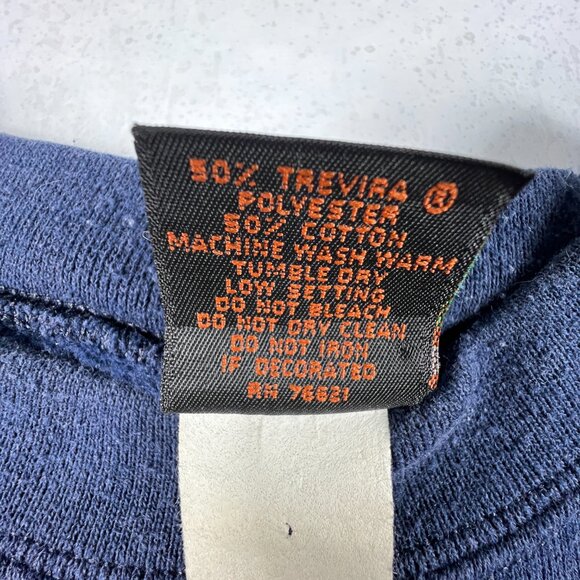 50% TREVIRA ®
POLYESTER
50% COTTON
MACHINE WASH WARM
TUMBLE DRY
LOW SETTING
DO NOT BLEACH
DO NOT DRY CLEAN
DO NOT IRON
IF DECORATED
RN 76621